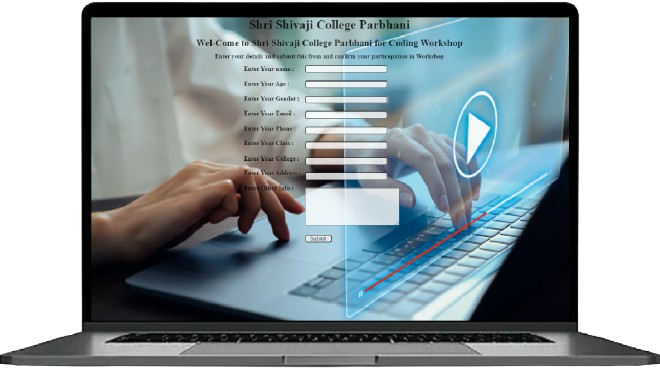 Shri Shivaji College Parbhani
Wel-Come to Shri Shivaji College Parbhani for Coding Workshop
Enter your details and submit this from and confirm your participation in Workshop
Enter Your name :
Enter Your Age :
Enter Your Gender :
Enter Your Email :
Enter Your Phone :
Enter Your Class :
Enter Your College :
Enter Your Address :
Enter Other Info :
Submit